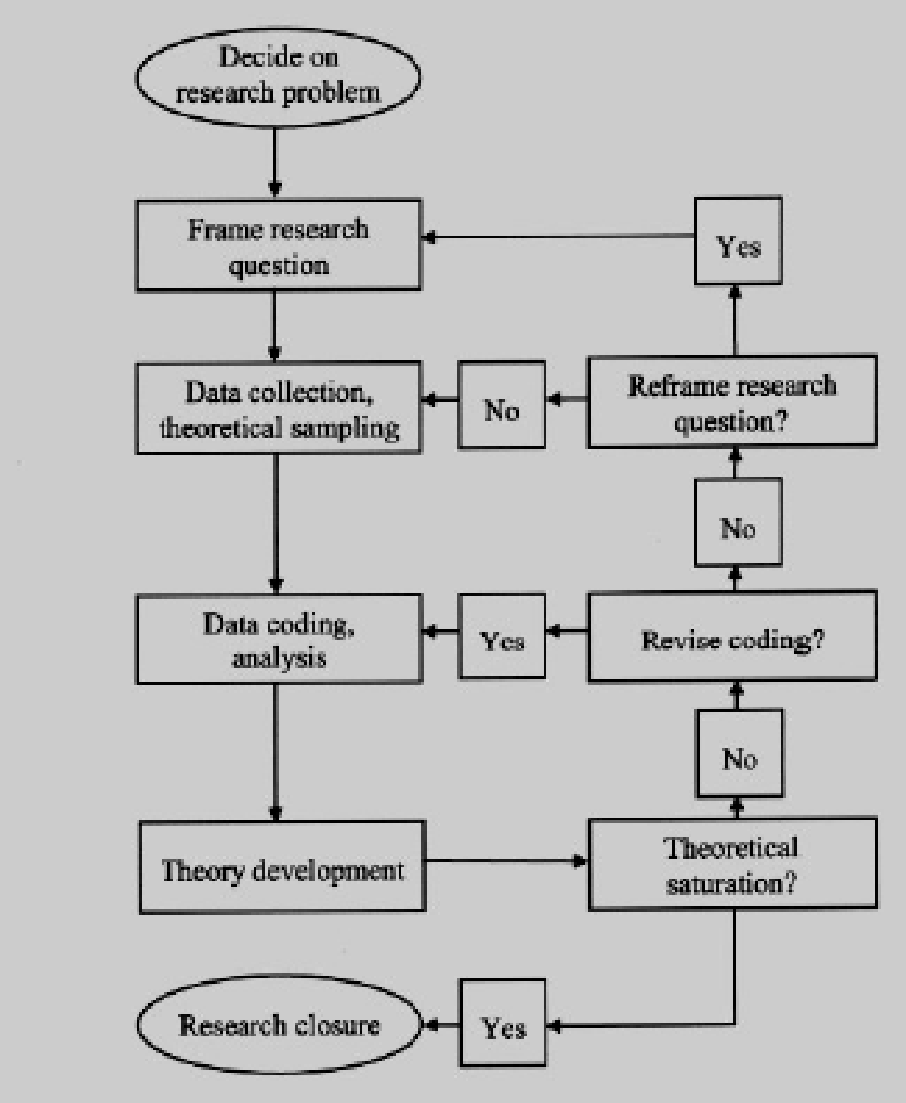 Decide on
research problem
Frame research
question
Yes
Data collection,
theoretical sampling
No
Reframe research
question?
No
Data coding,
analysis
Yes
Revise coding?
No
Theory development
Theoretical
saturation?
Research closure
Yes